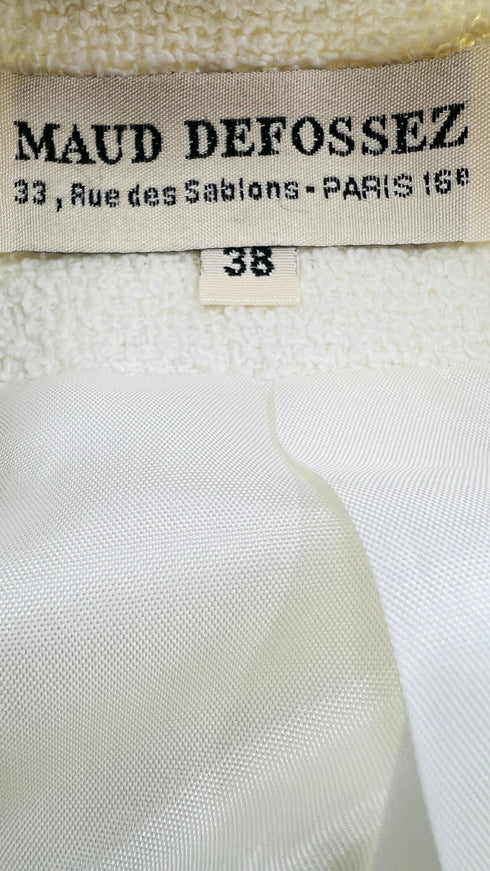 MAUD DEFOSSEZ
33, Rue des Sablons - PARIS 16e
38